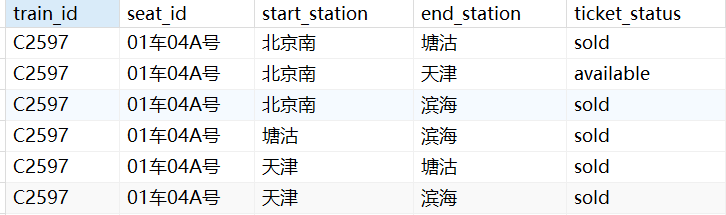 train_id seat_id start_station end_station ticket_status
C2597 01车04A号 北京南 塘沽 sold
C2597 01车04A号 北京南 天津 available
C2597 01车04A号 北京南 滨海 sold
C2597 01车04A号 塘沽 滨海 sold
C2597 01车04A号 天津 塘沽 sold
C2597 01车04A号 天津 滨海 sold